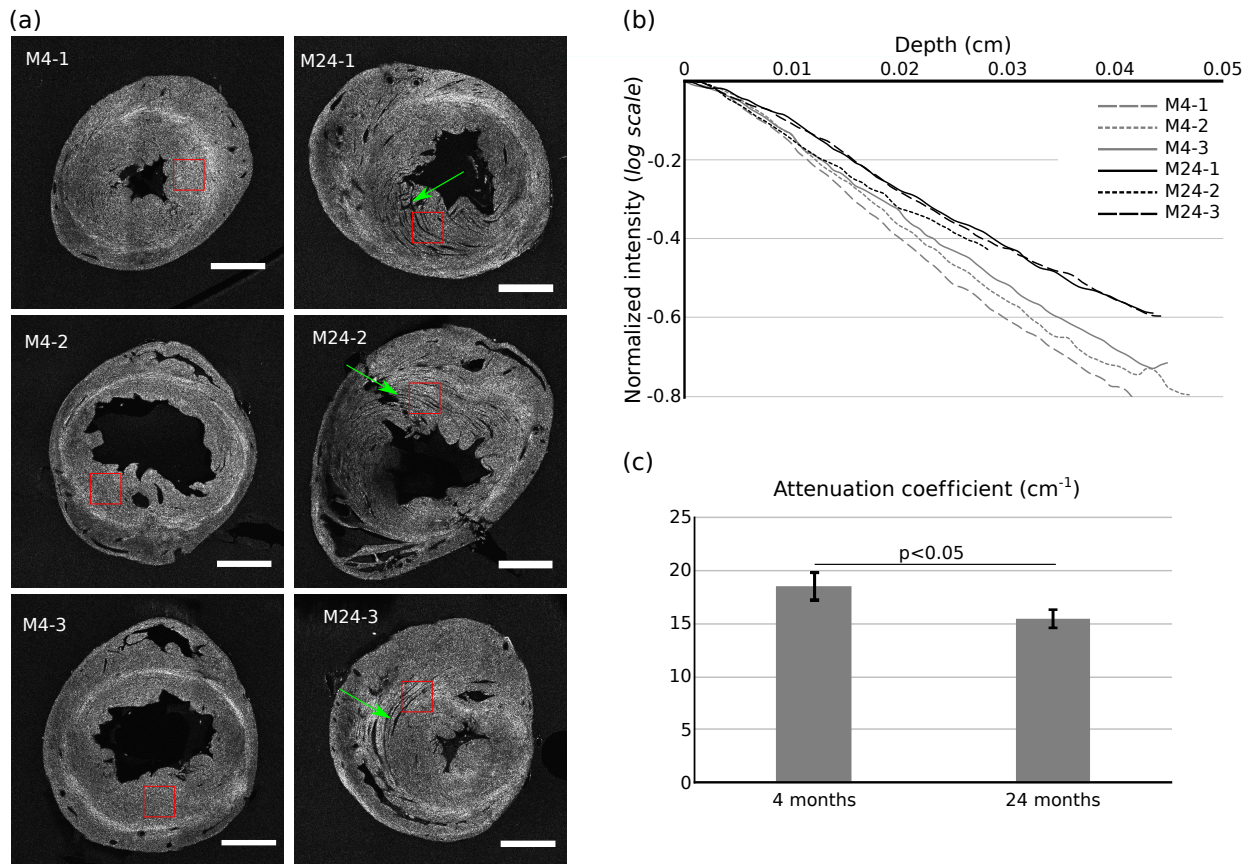 (a)
M4-1
M24-1
M4-2
M24-2
M4-3
M24-3
(b)
Depth (cm)
0 0.01 0.02 0.03 0.04 0.05
Normalized intensity (log scale)
-0.2
-0.4
-0.6
-0.8
M4-1
M4-2
M4-3
M24-1
M24-2
M24-3
(c)
Attenuation coefficient (cm⁻¹)
25
20
15
10
5
0
p<0.05
4 months
24 months